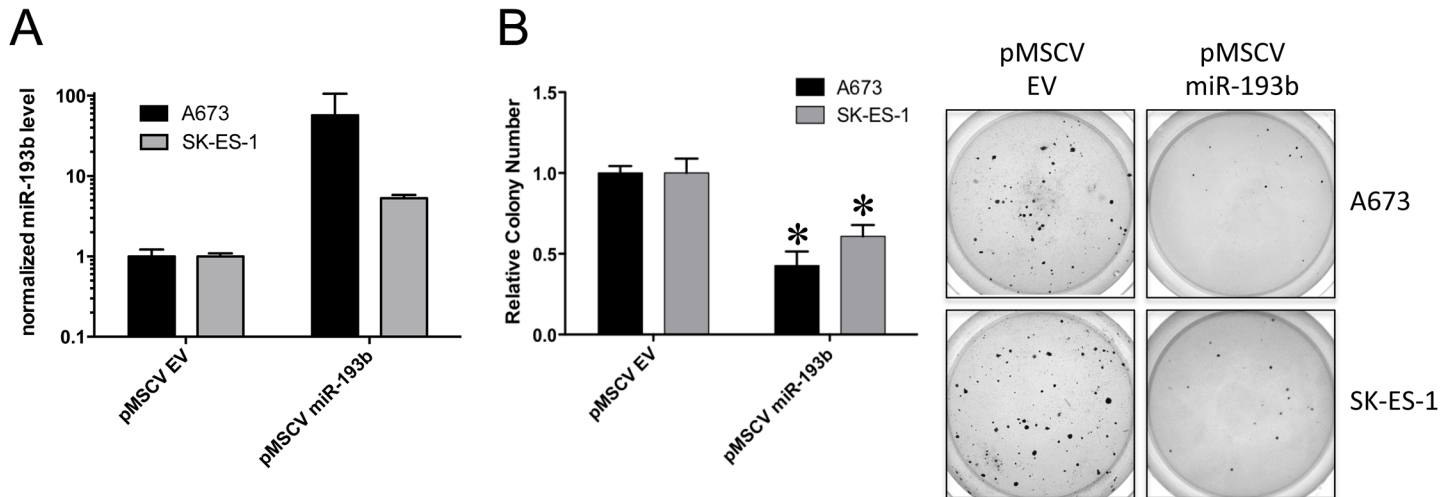 A
normalized miR-193b level
100
10
1
0.1
A673
SK-ES-1
pMSCV EV
pMSCV miR-193b
B
Relative Colony Number
1.5
1.0
0.5
0.0
A673
SK-ES-1
*
*
pMSCV EV
pMSCV miR-193b
pMSCV
EV
pMSCV
miR-193b
A673
SK-ES-1